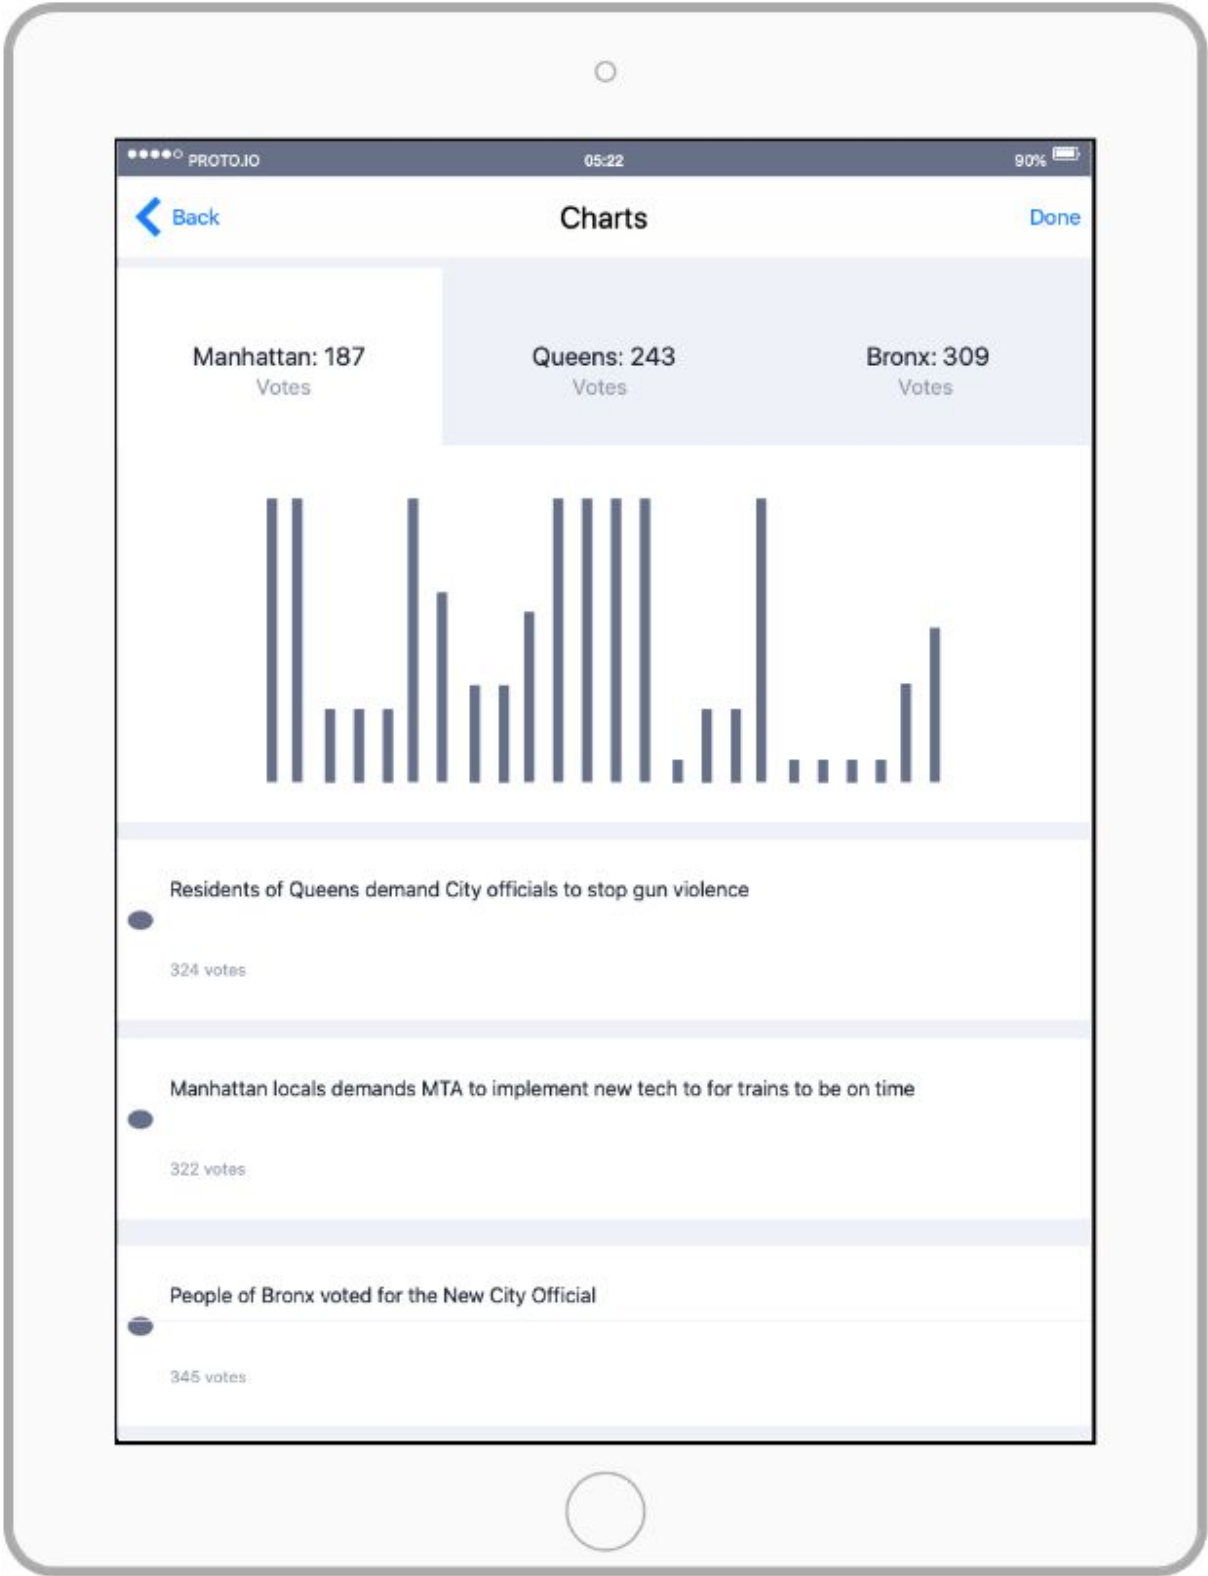 PROTO.IO 05:22 90%
Back Charts Done
Manhattan: 187 Queens: 243 Bronx: 309
Votes Votes Votes
Residents of Queens demand City officials to stop gun violence
324 votes
Manhattan locals demands MTA to implement new tech to for trains to be on time
322 votes
People of Bronx voted for the New City Official
345 votes